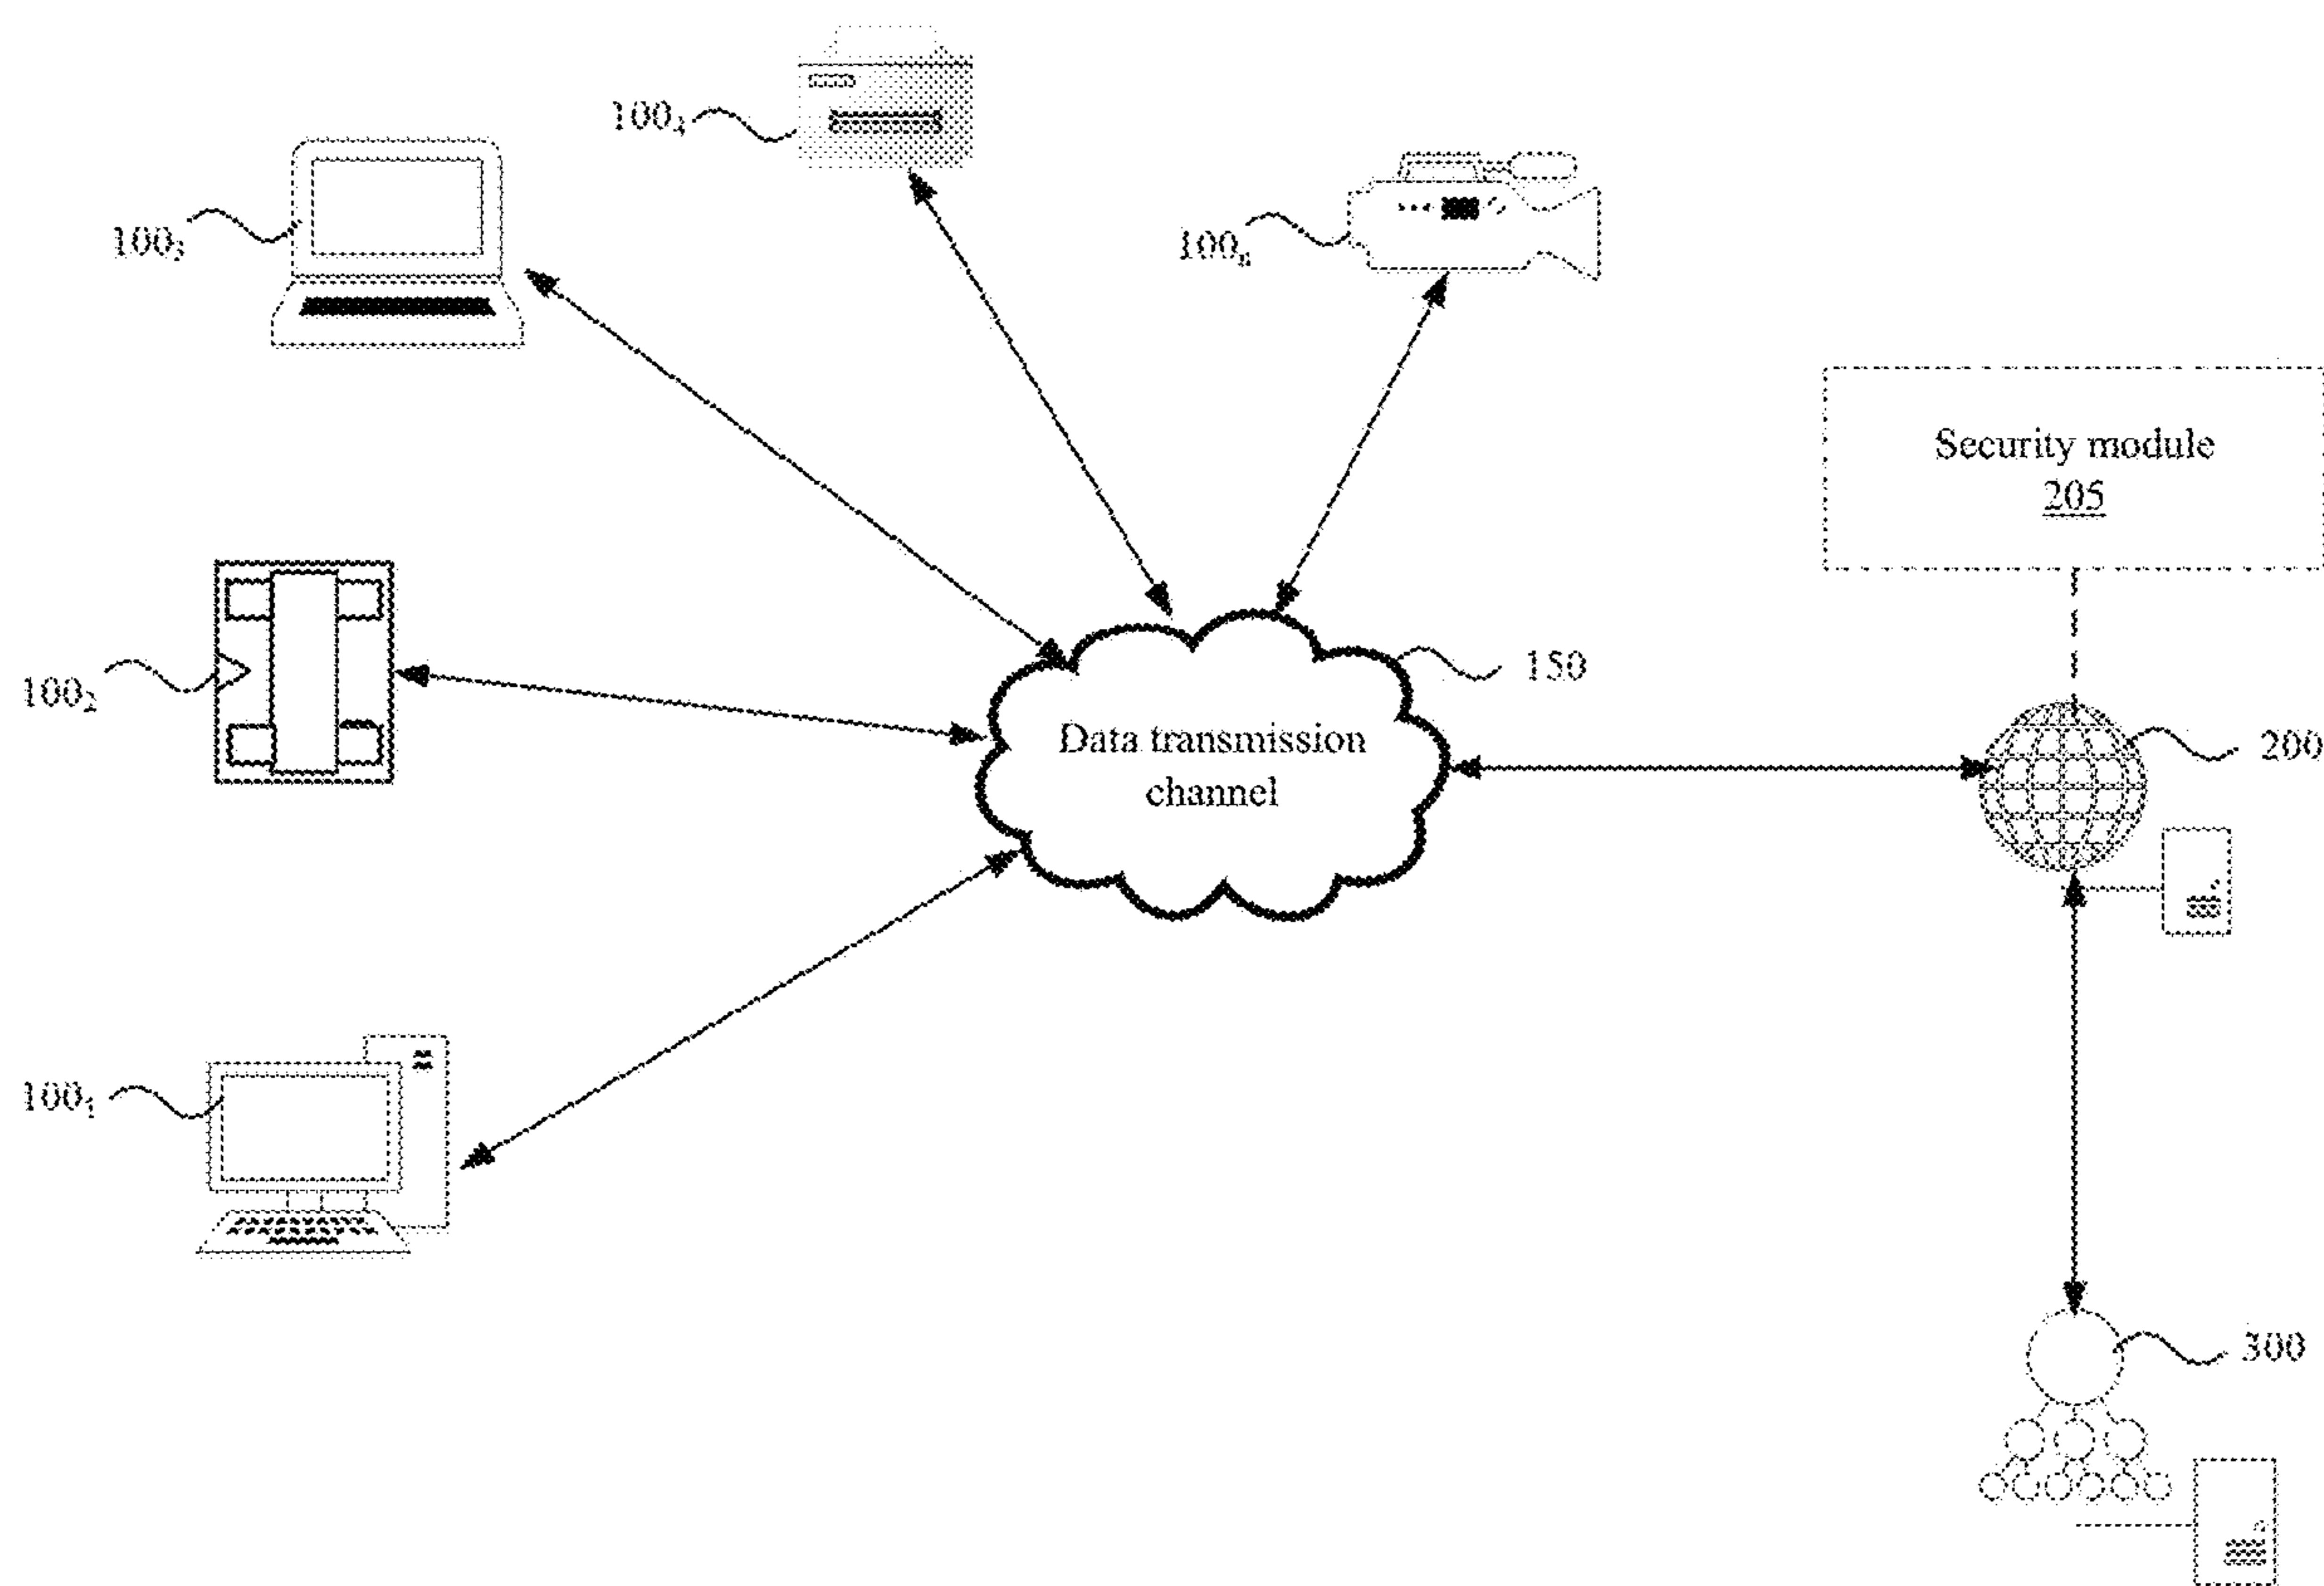 100₄
100₃
100ₙ
Security module
205
100₂
150
Data transmission
channel
200
100₁
300